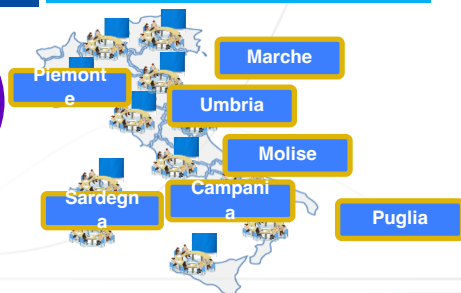 Marche
Piemont
e
Umbria
Molise
Campani
a
Sardegn
a
Puglia